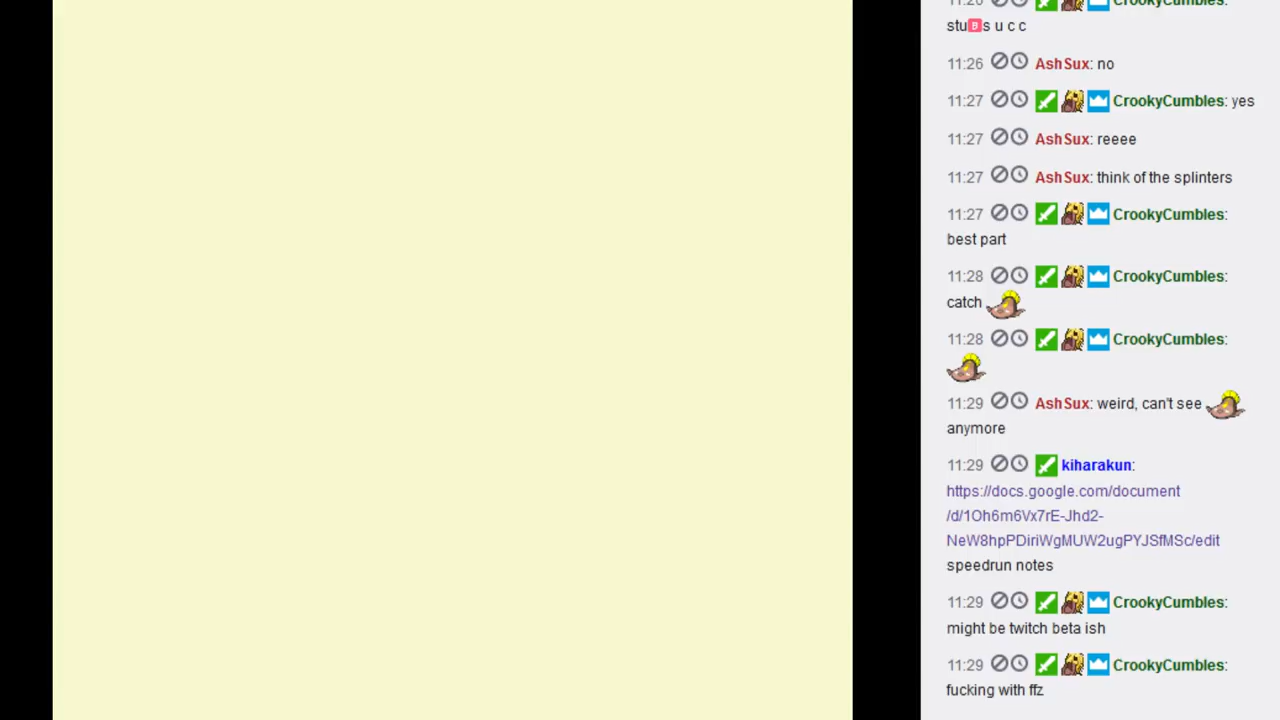 11:26 CrookyCumbles:
stu🅱s u c c
11:26 AshSux: no
11:27 CrookyCumbles: yes
11:27 AshSux: reeee
11:27 AshSux: think of the splinters
11:27 CrookyCumbles:
best part
11:28 CrookyCumbles:
catch
11:28 CrookyCumbles:
11:29 AshSux: weird, can't see
anymore
11:29 kiharakun:
https://docs.google.com/document
/d/1Oh6m6Vx7rE-Jhd2-
NeW8hpPDiriWgMUW2ugPYJSfMSc/edit
speedrun notes
11:29 CrookyCumbles:
might be twitch beta ish
11:29 CrookyCumbles:
fucking with ffz